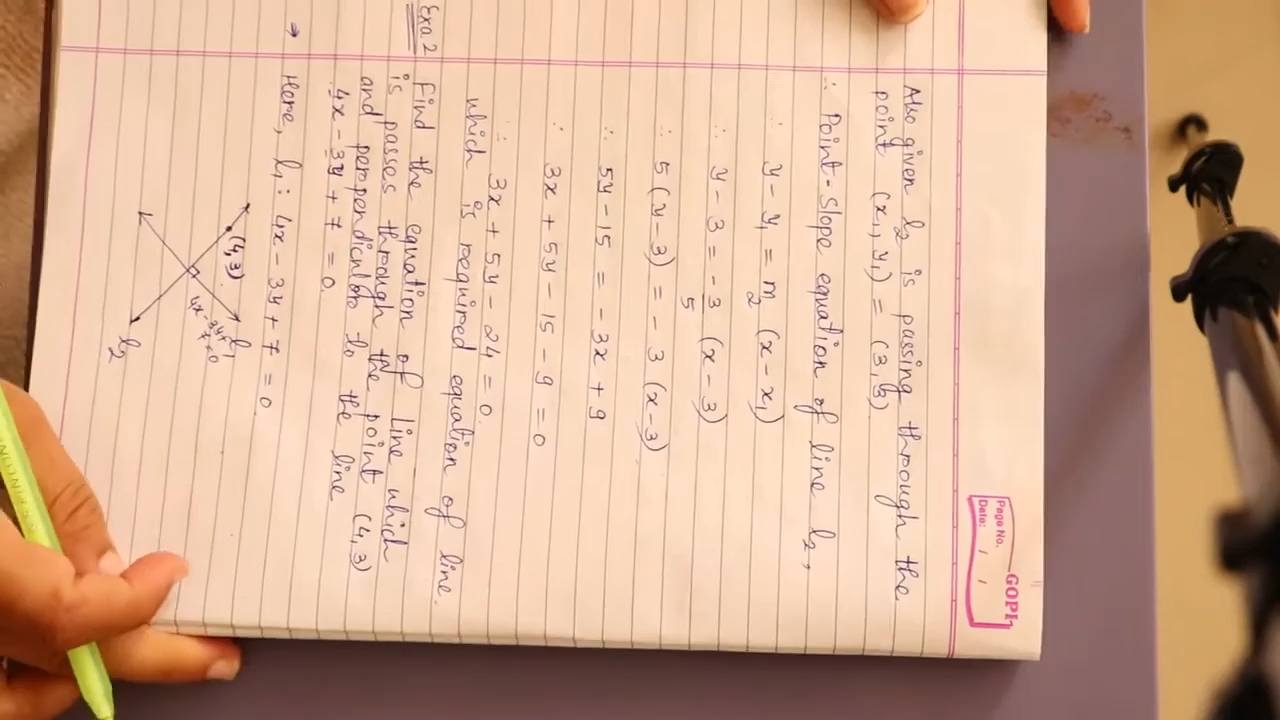 GOPI
Page No.
Date: / /
Also given l2 is passing through the
point (x1, y1) = (3, 3)
∴ Point-Slope equation of line l2,
∴ y - y1 = m2 (x - x1)
∴ y - 3 = -3/5 (x - 3)
∴ 5 (y - 3) = - 3 (x - 3)
∴ 5y - 15 = - 3x + 9
∴ 3x + 5y - 15 - 9 = 0
∴ 3x + 5y - 24 = 0.
which is required equation of line.
Exa. 2 Find the equation of line which
is passes through the point (4, 3)
and perpendicular to the line
4x - 3y + 7 = 0.
→ Here, l1 : 4x - 3y + 7 = 0
(4, 3)
l1
4x - 3y +
7 = 0
l2